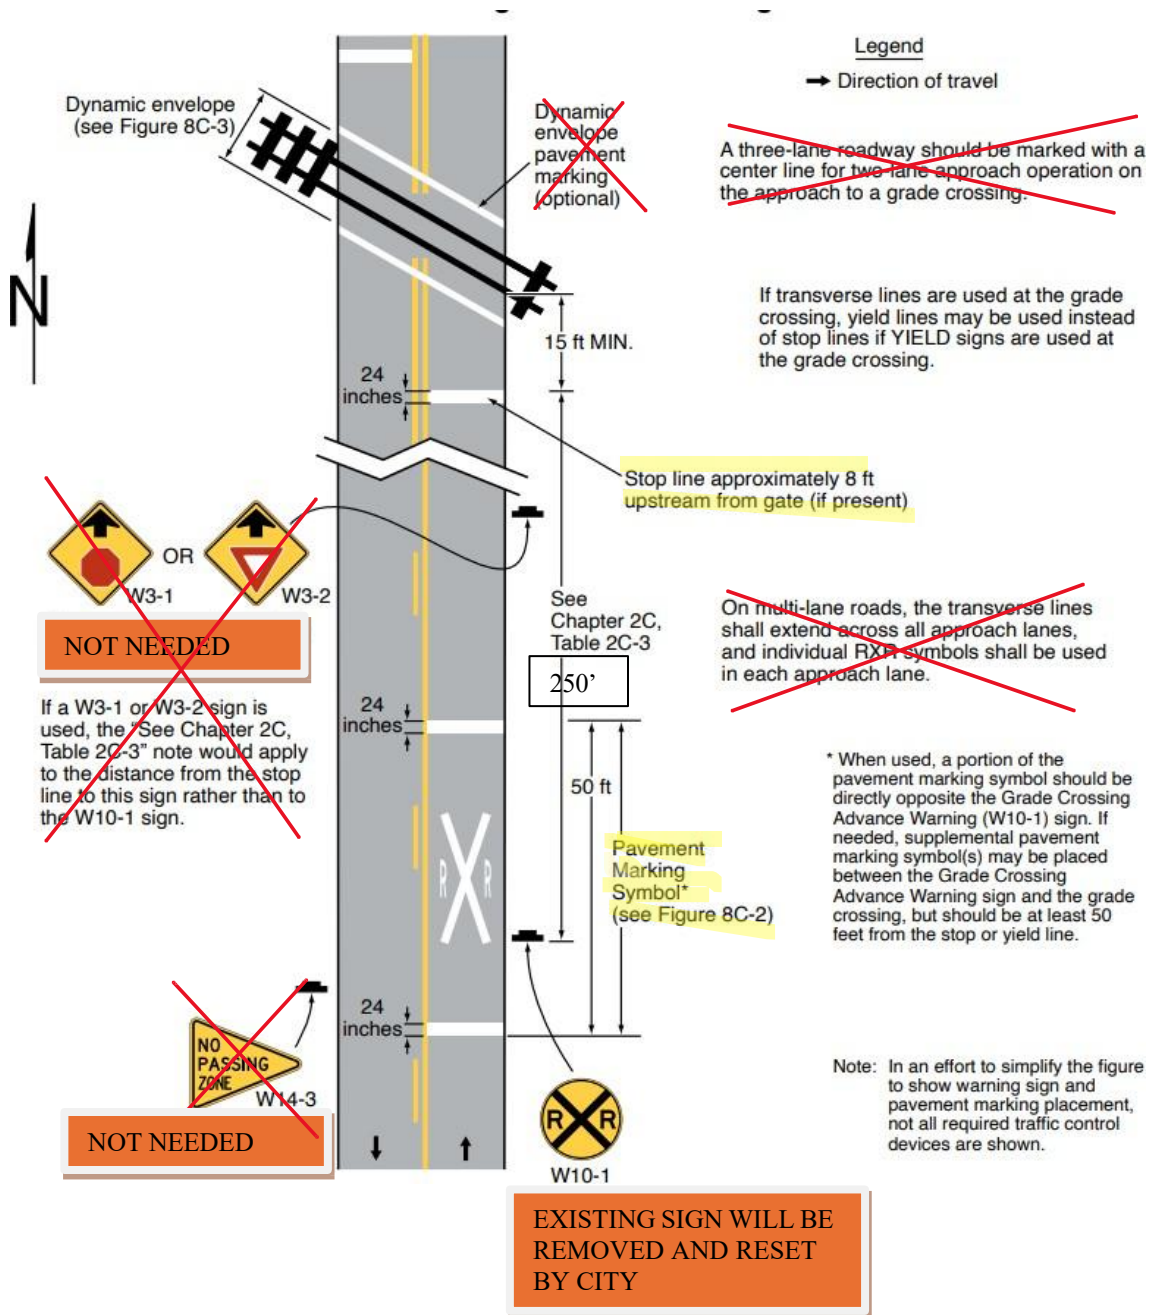 Legend
Direction of travel
Dynamic envelope
(see Figure 8C-3)
Dynamic
envelope
pavement
marking
(optional)
A three-lane roadway should be marked with a
center line for two-lane approach operation on
the approach to a grade crossing.
N
If transverse lines are used at the grade
crossing, yield lines may be used instead
of stop lines if YIELD signs are used at
the grade crossing.
15 ft MIN.
24
inches
Stop line approximately 8 ft
upstream from gate (if present)
OR
W3-1
W3-2
NOT NEEDED
If a W3-1 or W3-2 sign is
used, the "See Chapter 2C,
Table 2C-3" note would apply
to the distance from the stop
line to this sign rather than to
the W10-1 sign.
See
Chapter 2C,
Table 2C-3
250’
On multi-lane roads, the transverse lines
shall extend across all approach lanes,
and individual RXR symbols shall be used
in each approach lane.
24
inches
50 ft
R R
Pavement
Marking
Symbol*
(see Figure 8C-2)
* When used, a portion of the
pavement marking symbol should be
directly opposite the Grade Crossing
Advance Warning (W10-1) sign. If
needed, supplemental pavement
marking symbol(s) may be placed
between the Grade Crossing
Advance Warning sign and the grade
crossing, but should be at least 50
feet from the stop or yield line.
24
inches
NO
PASSING
ZONE
W14-3
NOT NEEDED
R R
W10-1
Note: In an effort to simplify the figure
to show warning sign and
pavement marking placement,
not all required traffic control
devices are shown.
EXISTING SIGN WILL BE
REMOVED AND RESET
BY CITY